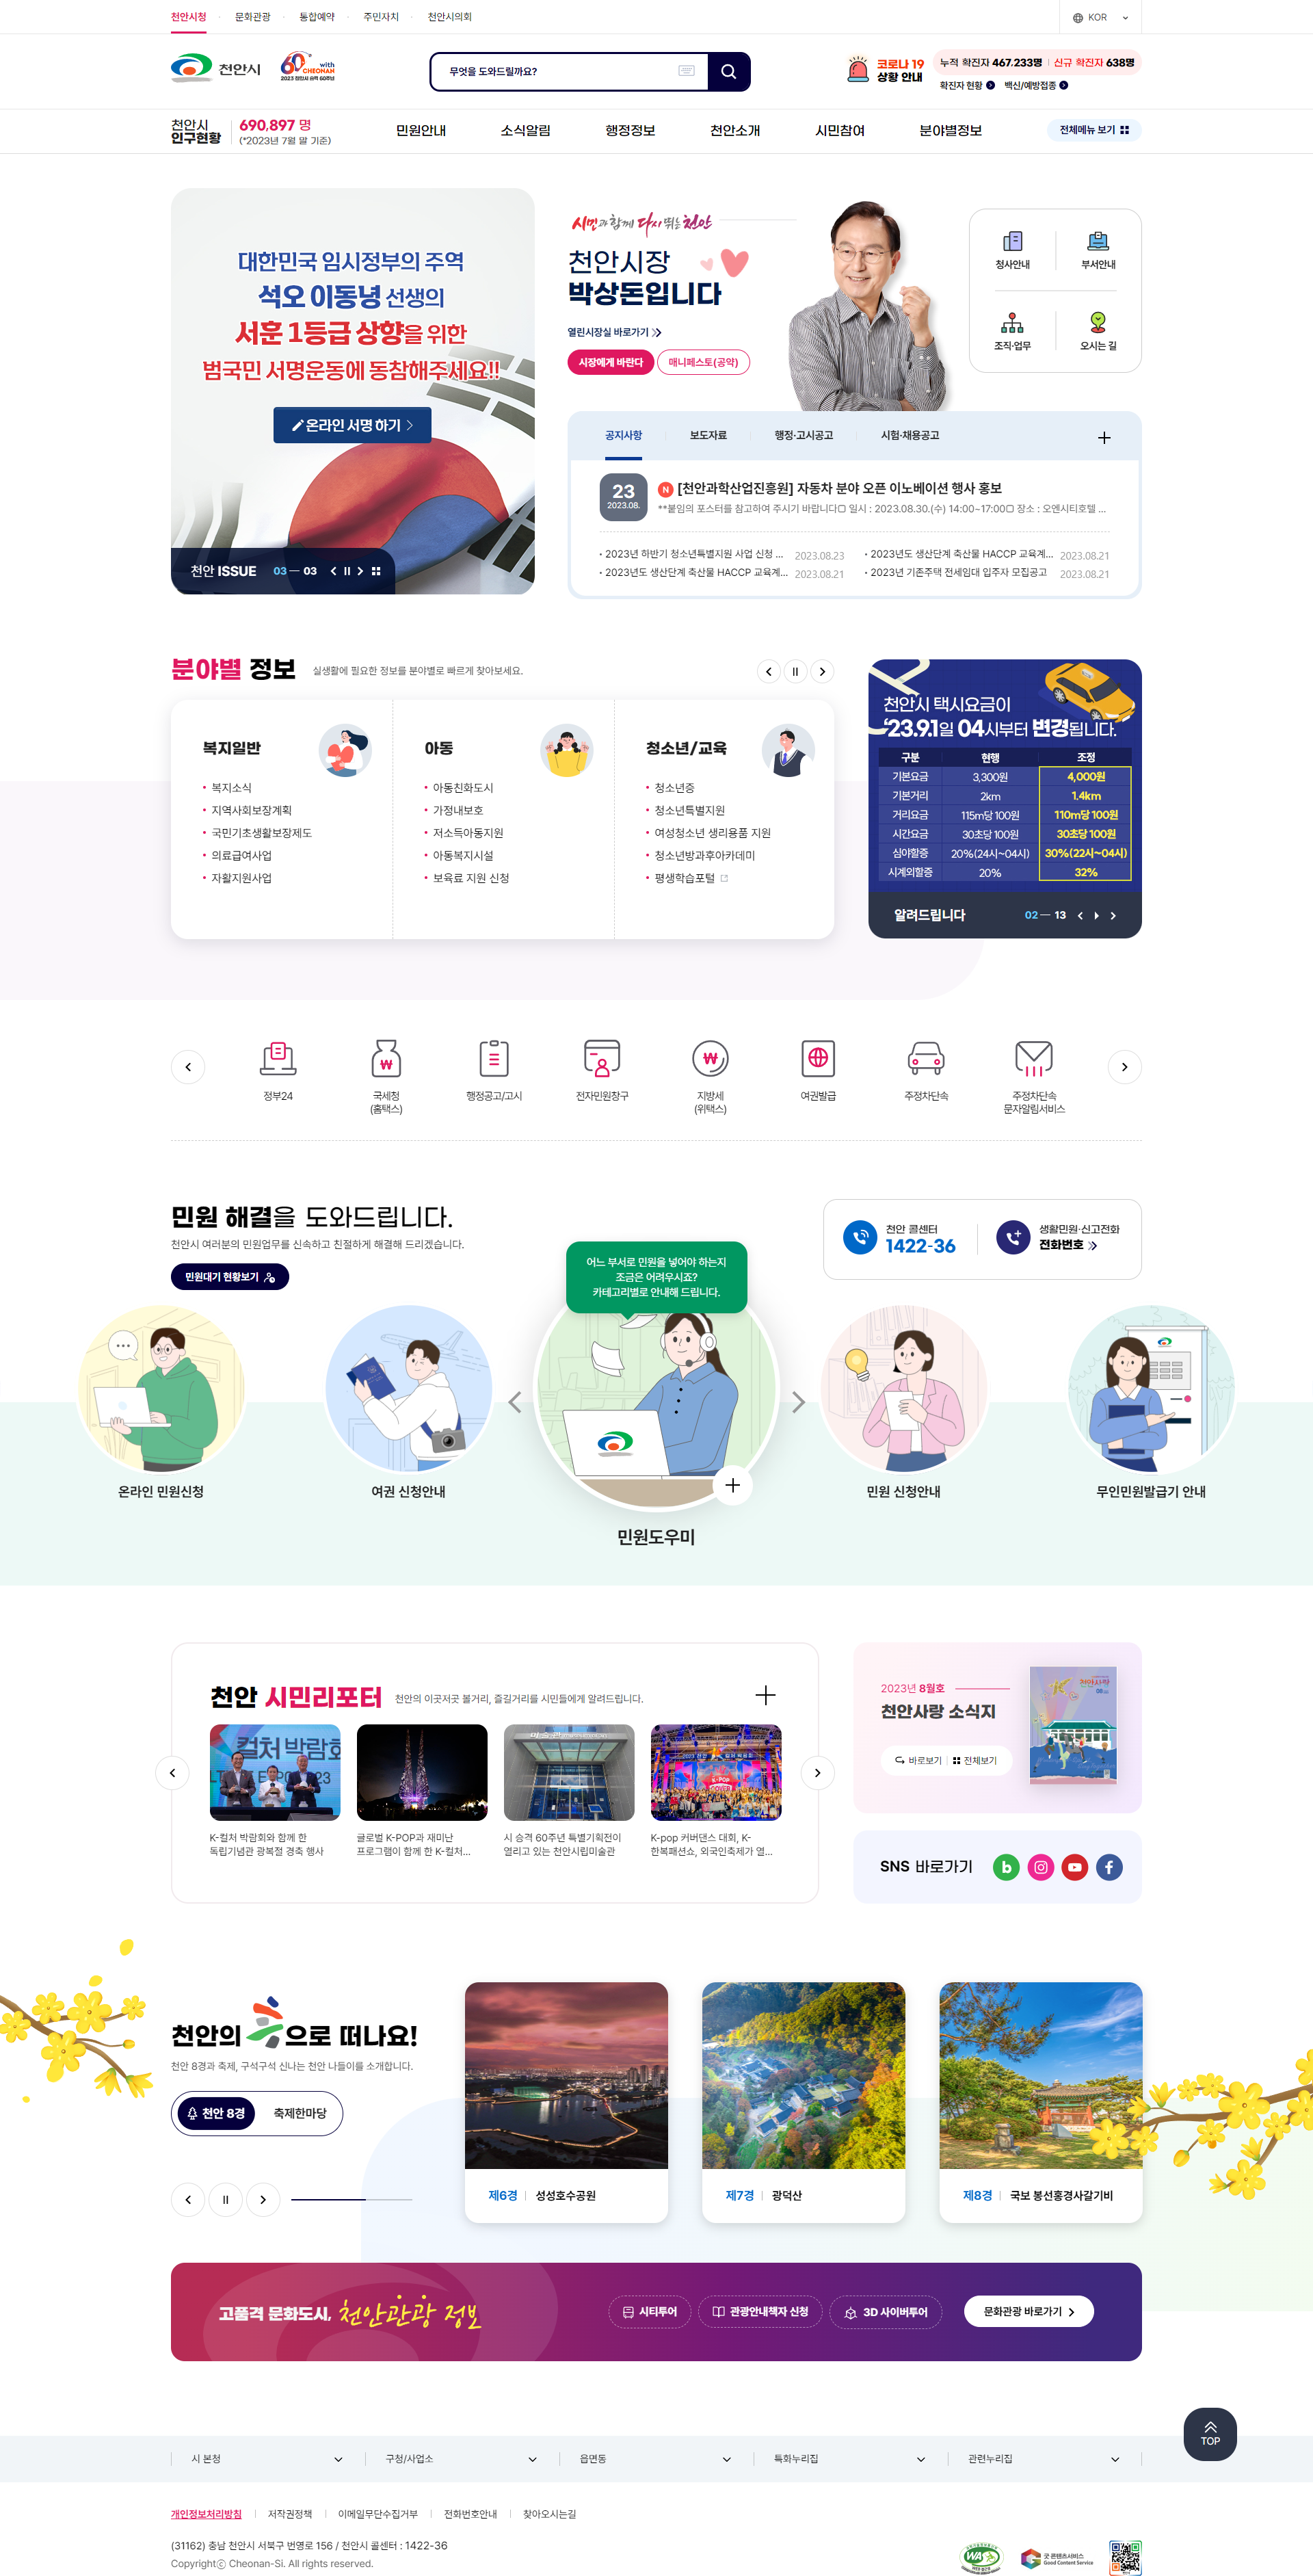 천안시청
문화관광
통합예약
주민자치
천안시의회
KOR
천안시
60th with CHEONAN
2023 천안시 승격 60주년
무엇을 도와드릴까요?
코로나 19
상황 안내
누적 확진자 467.233명 신규 확진자 638명
확진자 현황 백신/예방접종
천안시
인구현황
690,897 명
(*2023년 7월 말 기준)
민원안내
소식알림
행정정보
천안소개
시민참여
분야별정보
전체메뉴 보기
대한민국 임시정부의 주역
석오 이동녕 선생의
서훈 1등급 상향을 위한
범국민 서명운동에 동참해주세요!!
온라인 서명 하기
천안 ISSUE 03 03
시민과 함께 다시 뛰는 천안
천안시장
박상돈입니다
열린시장실 바로가기
시장에게 바란다
매니페스토(공약)
청사안내
부서안내
조직·업무
오시는 길
공지사항
보도자료
행정·고시공고
시험·채용공고
23
2023.08.
N [천안과학산업진흥원] 자동차 분야 오픈 이노베이션 행사 홍보
**붙임의 포스터를 참고하여 주시기 바랍니다▢ 일시 : 2023.08.30.(수) 14:00~17:00▢ 장소 : 오엔시티호텔 ...
2023년 하반기 청소년특별지원 사업 신청 ... 2023.08.23
2023년도 생산단계 축산물 HACCP 교육계... 2023.08.21
2023년도 생산단계 축산물 HACCP 교육계... 2023.08.21
2023년 기존주택 전세임대 입주자 모집공고 2023.08.21
분야별 정보
실생활에 필요한 정보를 분야별로 빠르게 찾아보세요.
복지일반
복지소식
지역사회보장계획
국민기초생활보장제도
의료급여사업
자활지원사업
아동
아동친화도시
가정내보호
저소득아동지원
아동복지시설
보육료 지원 신청
청소년/교육
청소년증
청소년특별지원
여성청소년 생리용품 지원
청소년방과후아카데미
평생학습포털
천안시 택시요금이
'23.9.1일 04시부터 변경됩니다.
구분 현행 조정
기본요금 3,300원 4,000원
기본거리 2km 1.4km
거리요금 115m당 100원 110m당 100원
시간요금 30초당 100원 30초당 100원
심야할증 20%(24시~04시) 30%(22시~04시)
시계외할증 20% 32%
알려드립니다 02 13
정부24
국세청
(홈택스)
행정공고/고시
전자민원창구
지방세
(위택스)
여권발급
주정차단속
주정차단속
문자알림서비스
민원 해결을 도와드립니다.
천안시 여러분의 민원업무를 신속하고 친절하게 해결해 드리겠습니다.
민원대기 현황보기
천안 콜센터
1422-36
생활민원·신고전화
전화번호
어느 부서로 민원을 넣어야 하는지
조금은 어려우시죠?
카테고리별로 안내해 드립니다.
온라인 민원신청
여권 신청안내
민원도우미
민원 신청안내
무인민원발급기 안내
천안 시민리포터
천안의 이곳저곳 볼거리, 즐길거리를 시민들에게 알려드립니다.
컬처 박람회
K-컬처 박람회와 함께 한
독립기념관 광복절 경축 행사
글로벌 K-POP과 재미난
프로그램이 함께 한 K-컬처...
시 승격 60주년 특별기획전이
열리고 있는 천안시립미술관
K-POP
COVER
K-pop 커버댄스 대회, K-
한복패션쇼, 외국인축제가 열...
2023년 8월호
천안사랑 소식지
바로보기
전체보기
천안사랑
SNS 바로가기
천안의 춤으로 떠나요!
천안 8경과 축제, 구석구석 신나는 천안 나들이를 소개합니다.
천안 8경
축제한마당
제6경 성성호수공원
제7경 광덕산
제8경 국보 봉선홍경사갈기비
고품격 문화도시, 천안관광 정보
시티투어
관광안내책자 신청
3D 사이버투어
문화관광 바로가기
TOP
시 본청
구청/사업소
읍면동
특화누리집
관련누리집
개인정보처리방침
저작권정책
이메일무단수집거부
전화번호안내
찾아오시는길
(31162) 충남 천안시 서북구 번영로 156 / 천안시 콜센터 : 1422-36
Copyrightⓒ Cheonan-Si. All rights reserved.
WA
굿 콘텐츠서비스
Good Content Service